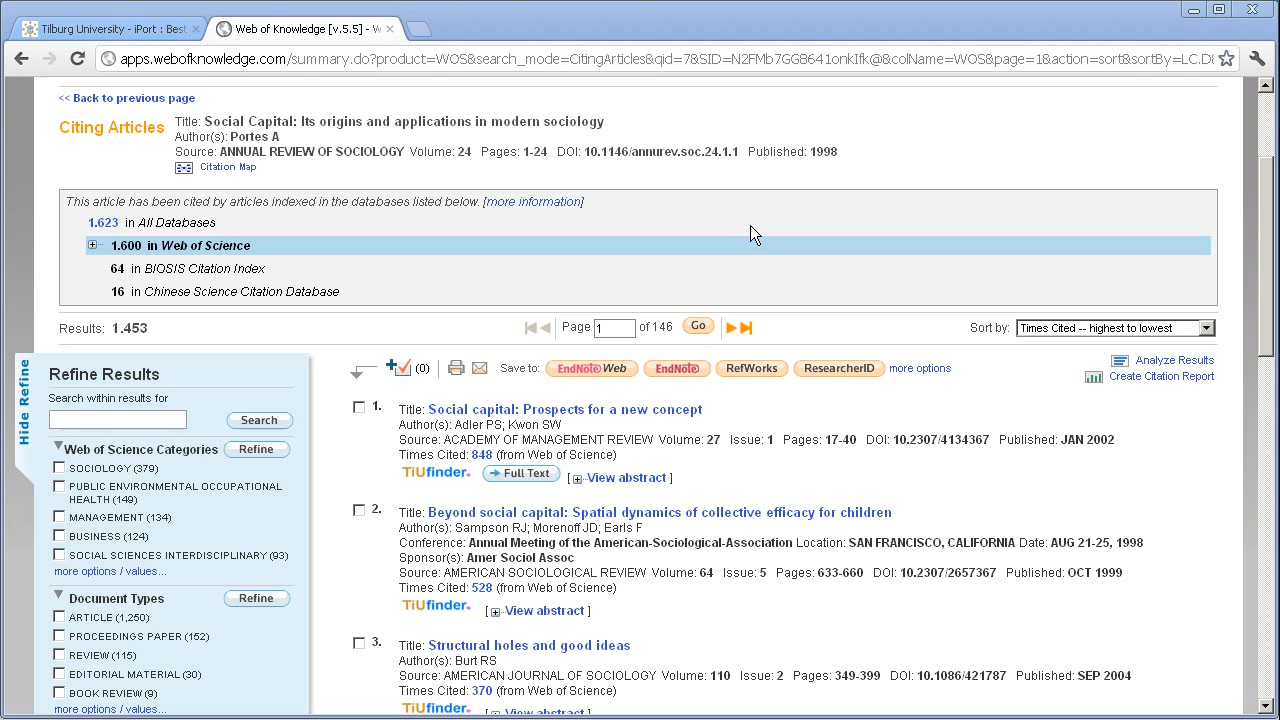 Tilburg University - iPort : Best
Web of Knowledge [v.5.5] - W
apps.webofknowledge.com/summary.do?product=WOS&search_mode=CitingArticles&qid=7&SID=N2FMb7GG8641onkIfk@&colName=WOS&page=1&action=sort&sortBy=LC.D
<< Back to previous page
Citing Articles
Title: Social Capital: Its origins and applications in modern sociology
Author(s): Portes A
Source: ANNUAL REVIEW OF SOCIOLOGY Volume: 24 Pages: 1-24 DOI: 10.1146/annurev.soc.24.1.1 Published: 1998
Citation Map
This article has been cited by articles indexed in the databases listed below. [more information]
1.623 in All Databases
1.600 in Web of Science
64 in BIOSIS Citation Index
16 in Chinese Science Citation Database
Results: 1.453
Page 1 of 146 Go
Sort by: Times Cited -- highest to lowest
Hide Refine
Refine Results
Search within results for
Search
Web of Science Categories Refine
SOCIOLOGY (379)
PUBLIC ENVIRONMENTAL OCCUPATIONAL
HEALTH (149)
MANAGEMENT (134)
BUSINESS (124)
SOCIAL SCIENCES INTERDISCIPLINARY (93)
more options / values...
Document Types Refine
ARTICLE (1,250)
PROCEEDINGS PAPER (152)
REVIEW (115)
EDITORIAL MATERIAL (30)
BOOK REVIEW (9)
more options / values...
(0) Save to: EndNote Web EndNote RefWorks ResearcherID more options
Analyze Results
Create Citation Report
1. Title: Social capital: Prospects for a new concept
Author(s): Adler PS; Kwon SW
Source: ACADEMY OF MANAGEMENT REVIEW Volume: 27 Issue: 1 Pages: 17-40 DOI: 10.2307/4134367 Published: JAN 2002
Times Cited: 848 (from Web of Science)
TiUfinder. Full Text [ View abstract ]
2. Title: Beyond social capital: Spatial dynamics of collective efficacy for children
Author(s): Sampson RJ; Morenoff JD; Earls F
Conference: Annual Meeting of the American-Sociological-Association Location: SAN FRANCISCO, CALIFORNIA Date: AUG 21-25, 1998
Sponsor(s): Amer Sociol Assoc
Source: AMERICAN SOCIOLOGICAL REVIEW Volume: 64 Issue: 5 Pages: 633-660 DOI: 10.2307/2657367 Published: OCT 1999
Times Cited: 528 (from Web of Science)
TiUfinder. [ View abstract ]
3. Title: Structural holes and good ideas
Author(s): Burt RS
Source: AMERICAN JOURNAL OF SOCIOLOGY Volume: 110 Issue: 2 Pages: 349-399 DOI: 10.1086/421787 Published: SEP 2004
Times Cited: 370 (from Web of Science)
TiUfinder. [ View abstract ]